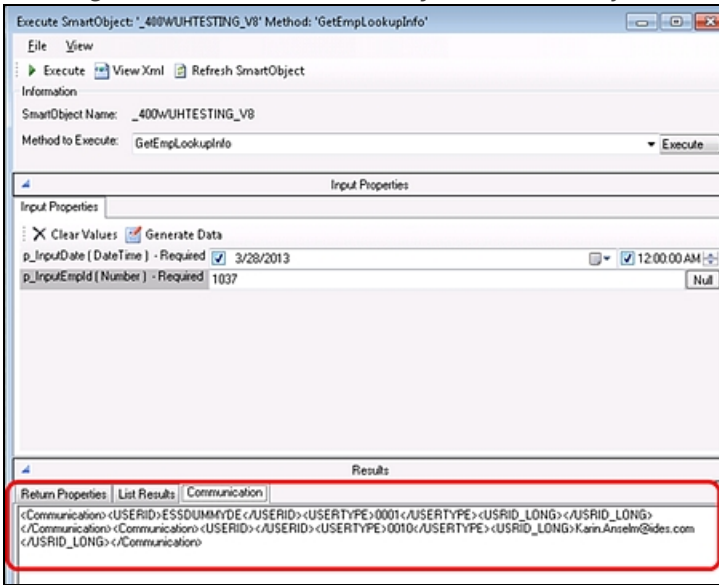 Execute SmartObject: '_400WUHTESTING_V8' Method: 'GetEmpLookupInfo'
File View
Execute View Xml Refresh SmartObject
Information
SmartObject Name: _400WUHTESTING_V8
Method to Execute: GetEmpLookupInfo Execute
Input Properties
Input Properties
Clear Values Generate Data
p_InputDate ( DateTime ) - Required 3/28/2013 12:00:00 AM
p_InputEmpId ( Number ) - Required 1037 Null
Results
Return Properties List Results Communication
<Communication><USERID>ESSDUMMYDE</USERID><USERTYPE>0001</USERTYPE><USRID_LONG></USRID_LONG>
</Communication><Communication><USERID></USERID><USERTYPE>0010</USERTYPE><USRID_LONG>Karin.Anselm@ides.com
</USRID_LONG></Communication>